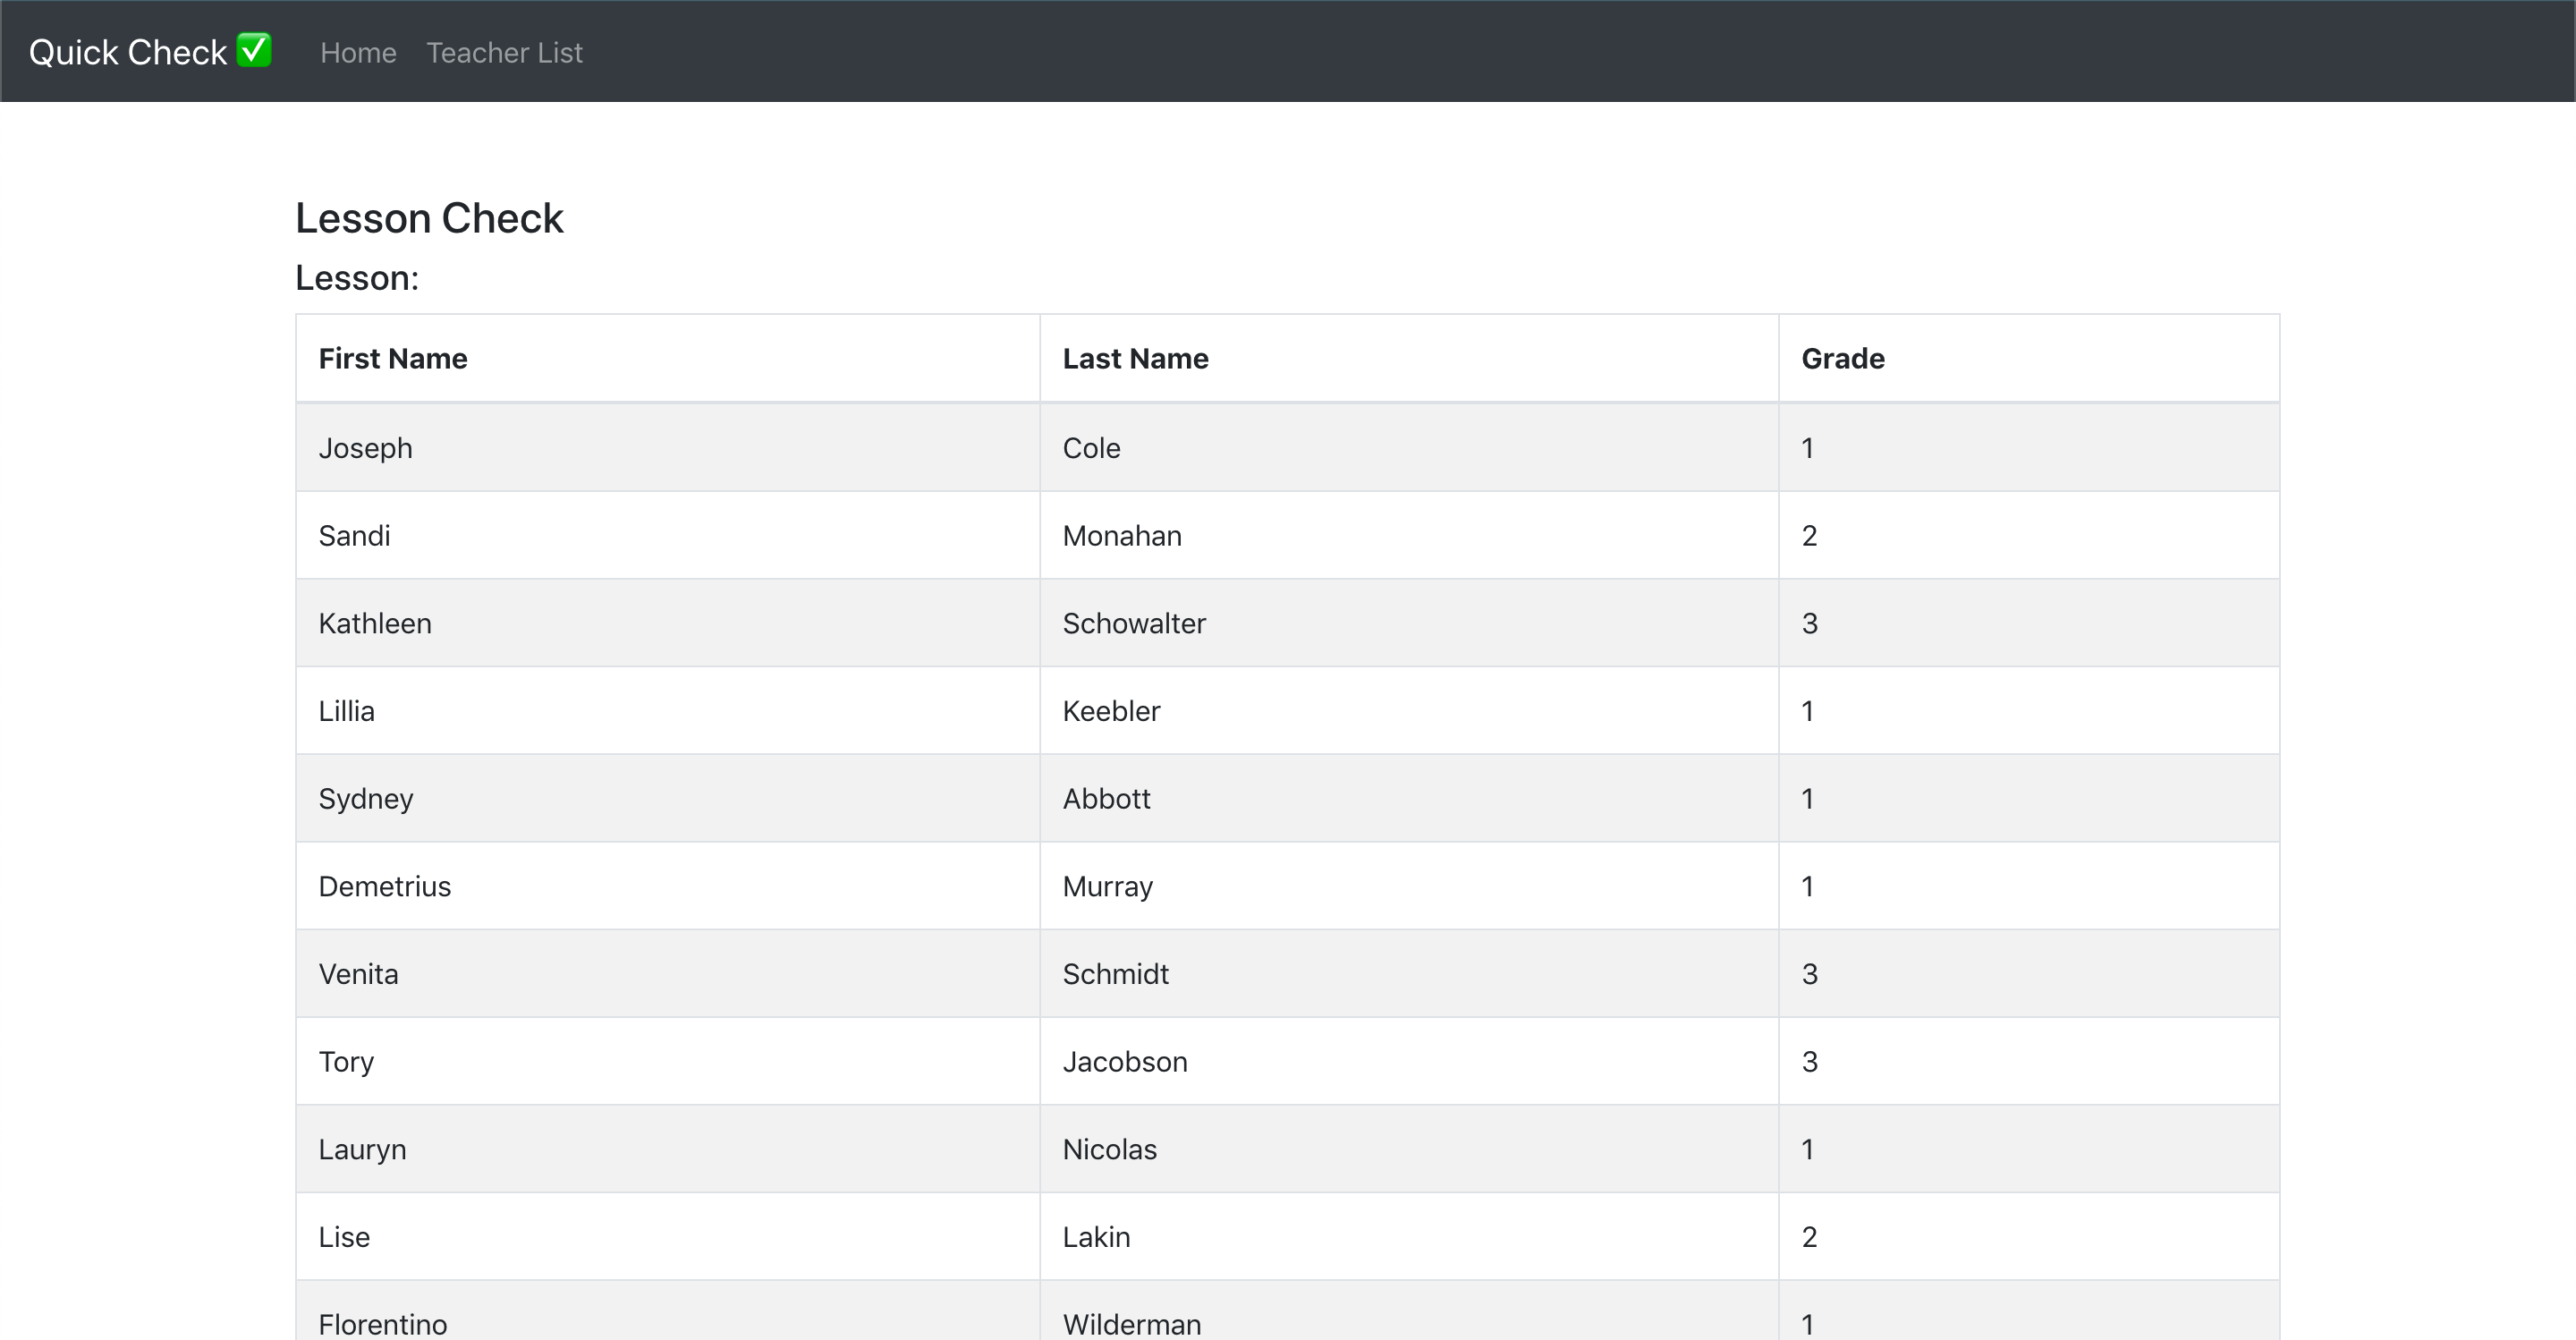 Quick Check ✅ Home Teacher List
Lesson Check
Lesson:
First Name Last Name Grade
Joseph Cole 1
Sandi Monahan 2
Kathleen Schowalter 3
Lillia Keebler 1
Sydney Abbott 1
Demetrius Murray 1
Venita Schmidt 3
Tory Jacobson 3
Lauryn Nicolas 1
Lise Lakin 2
Florentino Wilderman 1